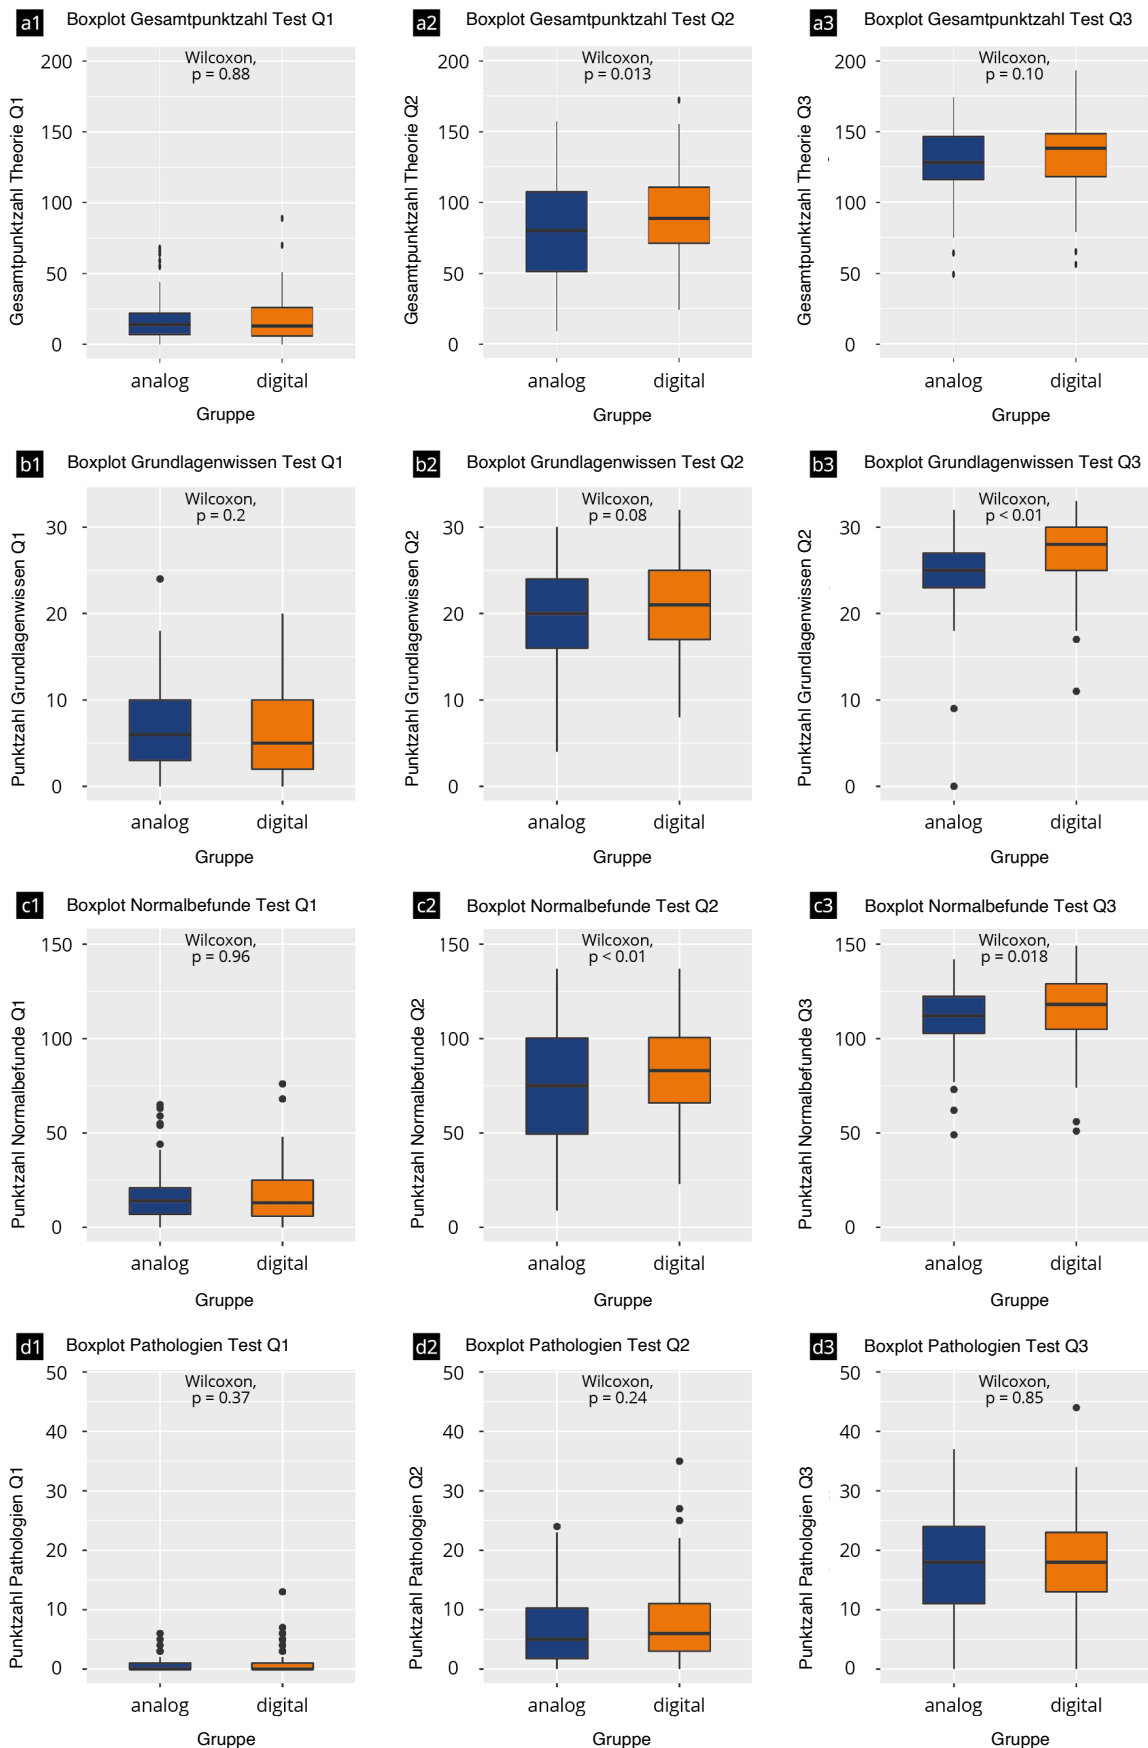 a1 Boxplot Gesamtpunktzahl Test Q1
Wilcoxon,
p = 0.88
Gesamtpunktzahl Theorie Q1
200
150
100
50
0
analog digital
Gruppe
a2 Boxplot Gesamtpunktzahl Test Q2
Wilcoxon,
p = 0.013
Gesamtpunktzahl Theorie Q2
200
150
100
50
0
analog digital
Gruppe
a3 Boxplot Gesamtpunktzahl Test Q3
Wilcoxon,
p = 0.10
Gesamtpunktzahl Theorie Q3
200
150
100
50
0
analog digital
Gruppe
b1 Boxplot Grundlagenwissen Test Q1
Wilcoxon,
p = 0.2
Punktzahl Grundlagenwissen Q1
30
20
10
0
analog digital
Gruppe
b2 Boxplot Grundlagenwissen Test Q2
Wilcoxon,
p = 0.08
Punktzahl Grundlagenwissen Q2
30
20
10
0
analog digital
Gruppe
b3 Boxplot Grundlagenwissen Test Q3
Wilcoxon,
p < 0.01
Punktzahl Grundlagenwissen Q2
30
20
10
0
analog digital
Gruppe
c1 Boxplot Normalbefunde Test Q1
Wilcoxon,
p = 0.96
Punktzahl Normalbefunde Q1
150
100
50
0
analog digital
Gruppe
c2 Boxplot Normalbefunde Test Q2
Wilcoxon,
p < 0.01
Punktzahl Normalbefunde Q2
150
100
50
0
analog digital
Gruppe
c3 Boxplot Normalbefunde Test Q3
Wilcoxon,
p = 0.018
Punktzahl Normalbefunde Q3
150
100
50
0
analog digital
Gruppe
d1 Boxplot Pathologien Test Q1
Wilcoxon,
p = 0.37
Punktzahl Pathologien Q1
50
40
30
20
10
0
analog digital
Gruppe
d2 Boxplot Pathologien Test Q2
Wilcoxon,
p = 0.24
Punktzahl Pathologien Q2
50
40
30
20
10
0
analog digital
Gruppe
d3 Boxplot Pathologien Test Q3
Wilcoxon,
p = 0.85
Punktzahl Pathologien Q3
50
40
30
20
10
0
analog digital
Gruppe